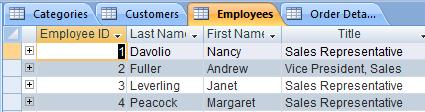 Categories Customers Employees Order Deta...
Employee ID Last Name First Name Title
1 Davolio Nancy Sales Representative
2 Fuller Andrew Vice President, Sales
3 Leverling Janet Sales Representative
4 Peacock Margaret Sales Representative